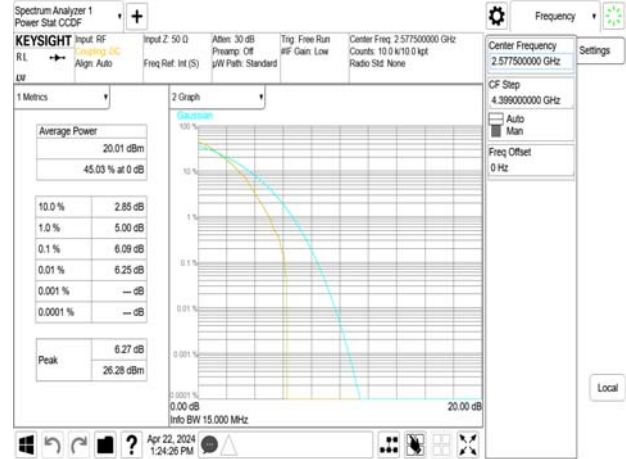 Spectrum Analyzer 1
Power Stat CCDF
Frequency
KEYSIGHT
Input: RF
Coupling: DC
Align: Auto
Input Z: 50 Ω
Freq Ref: Int (S)
Atten: 30 dB
Preamp: Off
µW Path: Standard
Trig: Free Run
#IF Gain: Low
Center Freq: 2.577500000 GHz
Counts: 10.0 k/10.0 kpt
Radio Std: None
RL
Center Frequency
2.577500000 GHz
Settings
CF Step
4.399000000 GHz
Auto
Man
Freq Offset
0 Hz
Local
1 Metrics
Average Power
20.01 dBm
45.03 % at 0 dB
10.0 % 2.85 dB
1.0 % 5.00 dB
0.1 % 6.09 dB
0.01 % 6.25 dB
0.001 % --- dB
0.0001 % --- dB
Peak
6.27 dB
26.28 dBm
2 Graph
Gaussian
100 %
10 %
1 %
0.1 %
0.01 %
0.001 %
0.0001 %
0.00 dB
20.00 dB
Info BW 15.000 MHz
?
Apr 22, 2024
1:24:26 PM